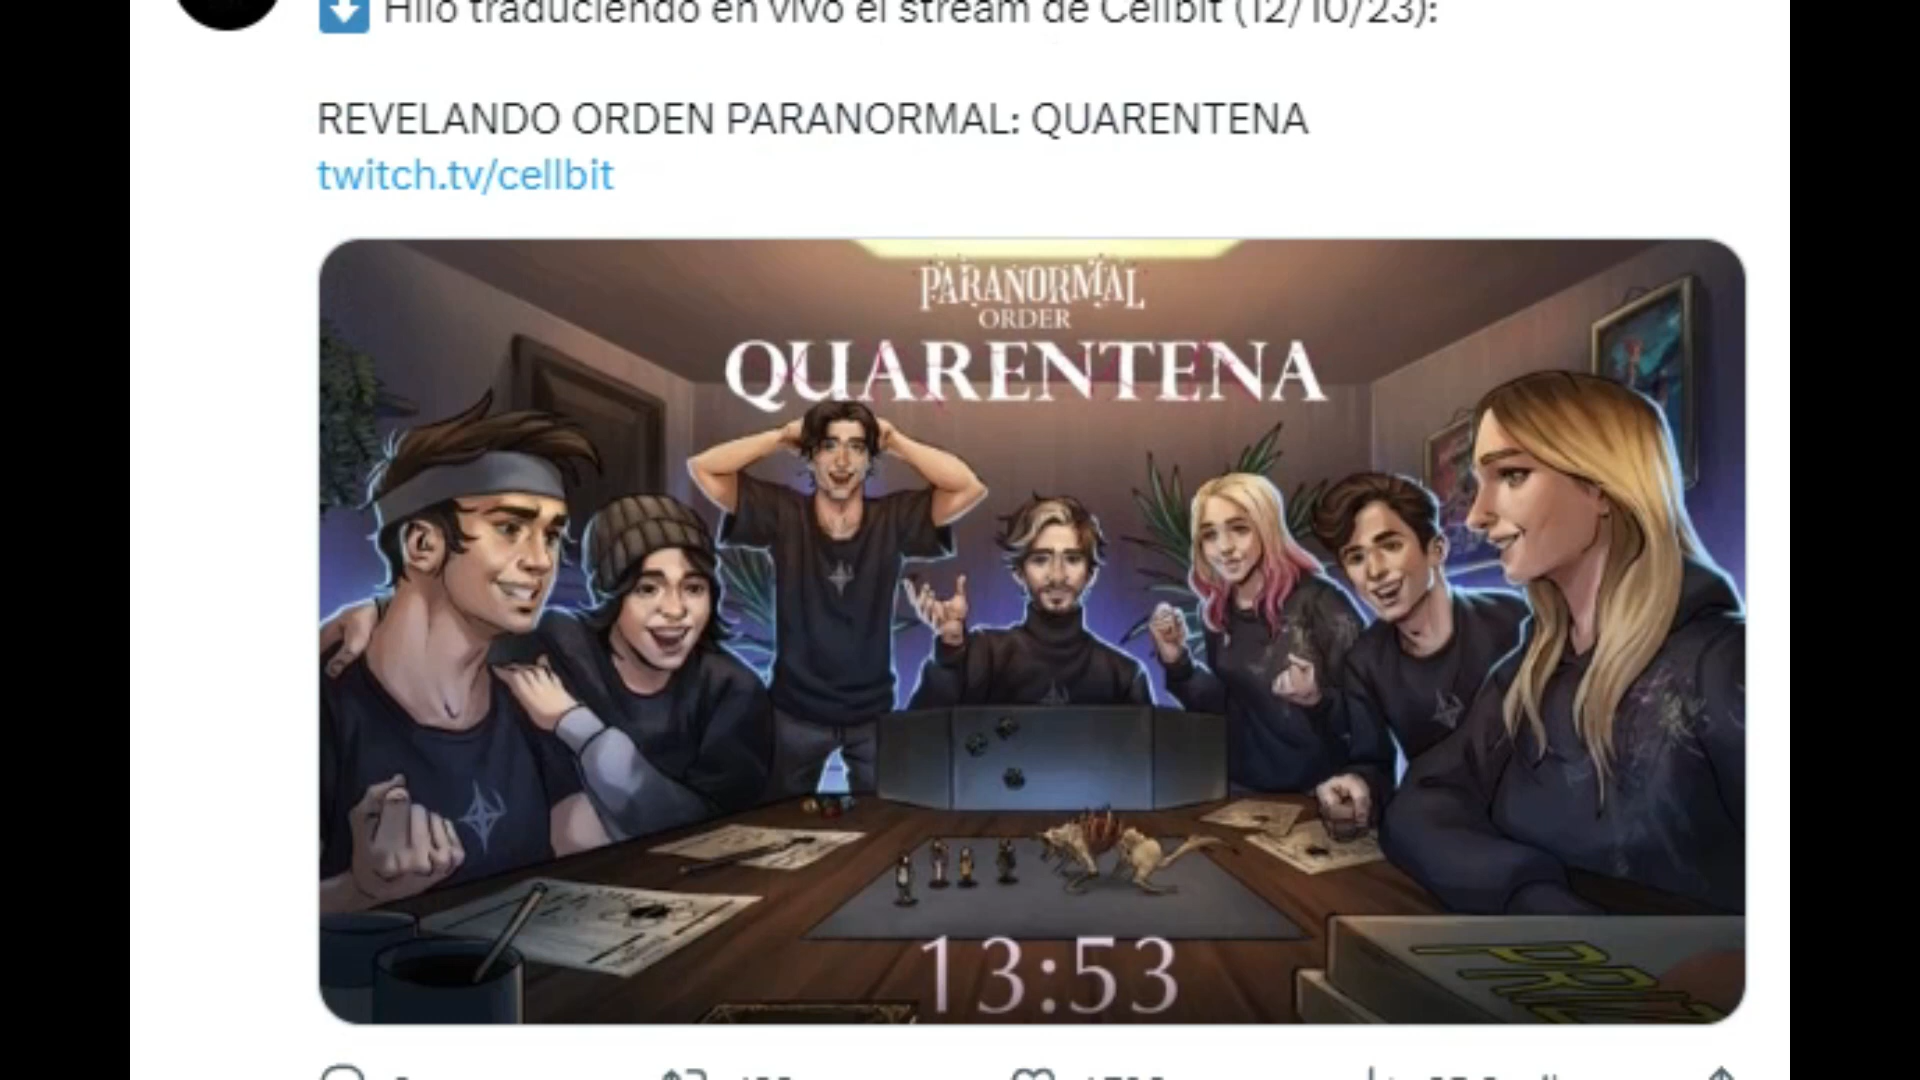 Hilo traduciendo en vivo el stream de Cellbit (12/10/23):
REVELANDO ORDEN PARANORMAL: QUARENTENA
twitch.tv/cellbit
PARANORMAL
ORDER
QUARENTENA
13:53